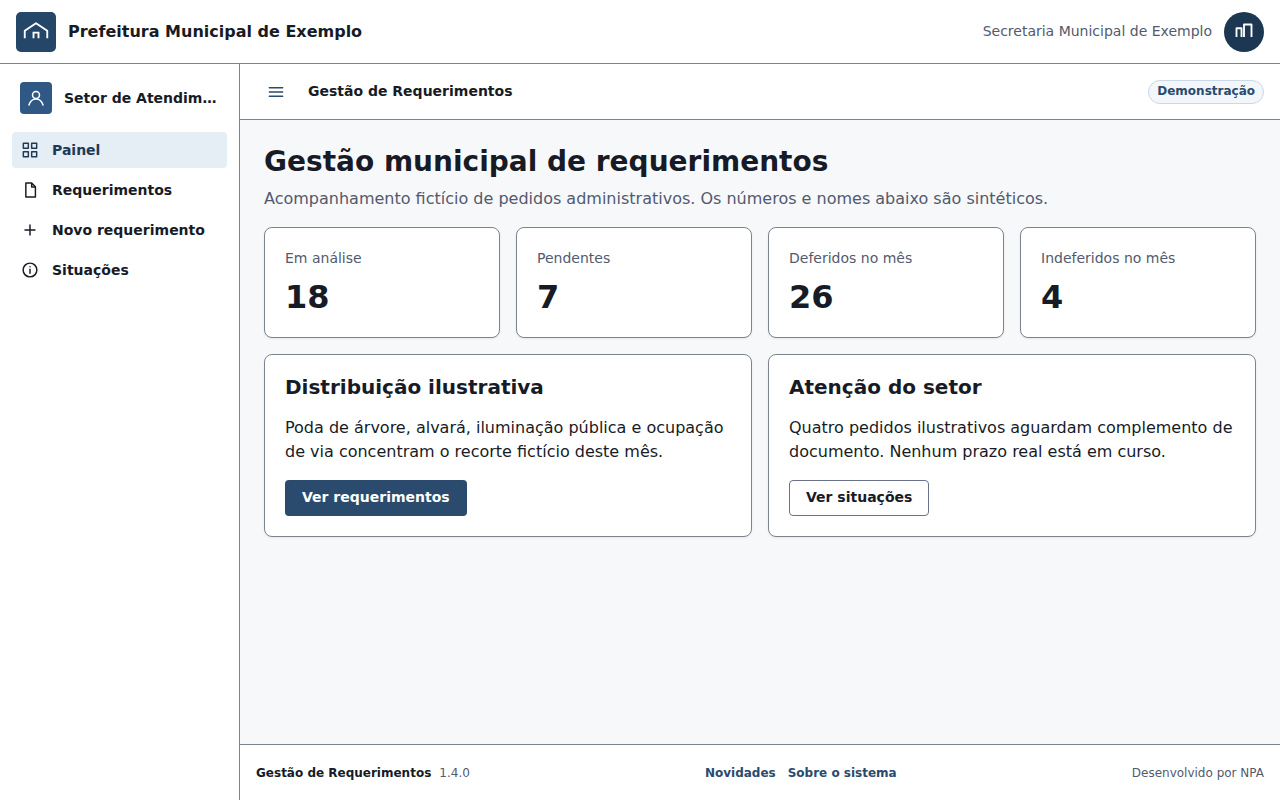 Prefeitura Municipal de Exemplo
Secretaria Municipal de Exemplo
Setor de Atendim…
Painel
Requerimentos
Novo requerimento
Situações
Gestão de Requerimentos
Demonstração
Gestão municipal de requerimentos
Acompanhamento fictício de pedidos administrativos. Os números e nomes abaixo são sintéticos.
Em análise
18
Pendentes
7
Deferidos no mês
26
Indeferidos no mês
4
Distribuição ilustrativa
Poda de árvore, alvará, iluminação pública e ocupação
de via concentram o recorte fictício deste mês.
Ver requerimentos
Atenção do setor
Quatro pedidos ilustrativos aguardam complemento de
documento. Nenhum prazo real está em curso.
Ver situações
Gestão de Requerimentos 1.4.0
Novidades Sobre o sistema
Desenvolvido por NPA